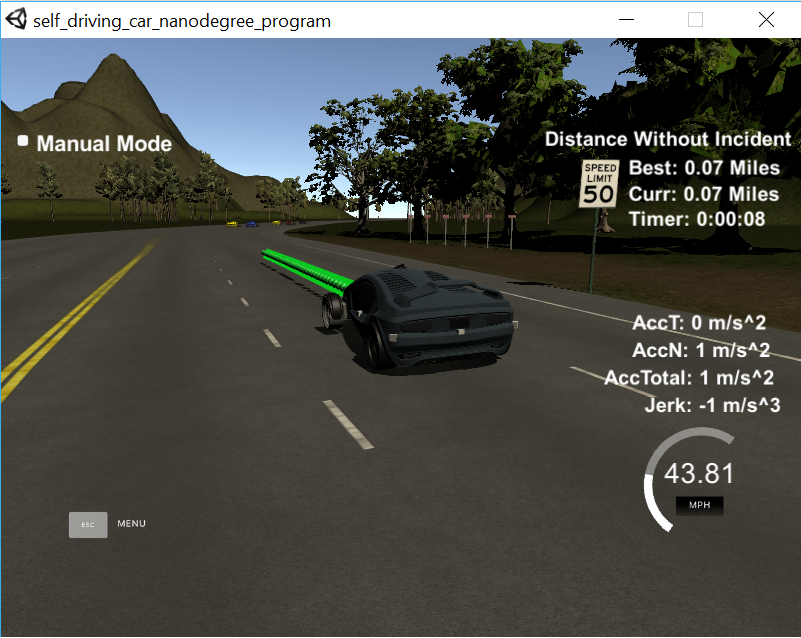 self_driving_car_nanodegree_program
Manual Mode
Distance Without Incident
SPEED
LIMIT
50
Best: 0.07 Miles
Curr: 0.07 Miles
Timer: 0:00:08
AccT: 0 m/s^2
AccN: 1 m/s^2
AccTotal: 1 m/s^2
Jerk: -1 m/s^3
43.81
MPH
ESC
MENU